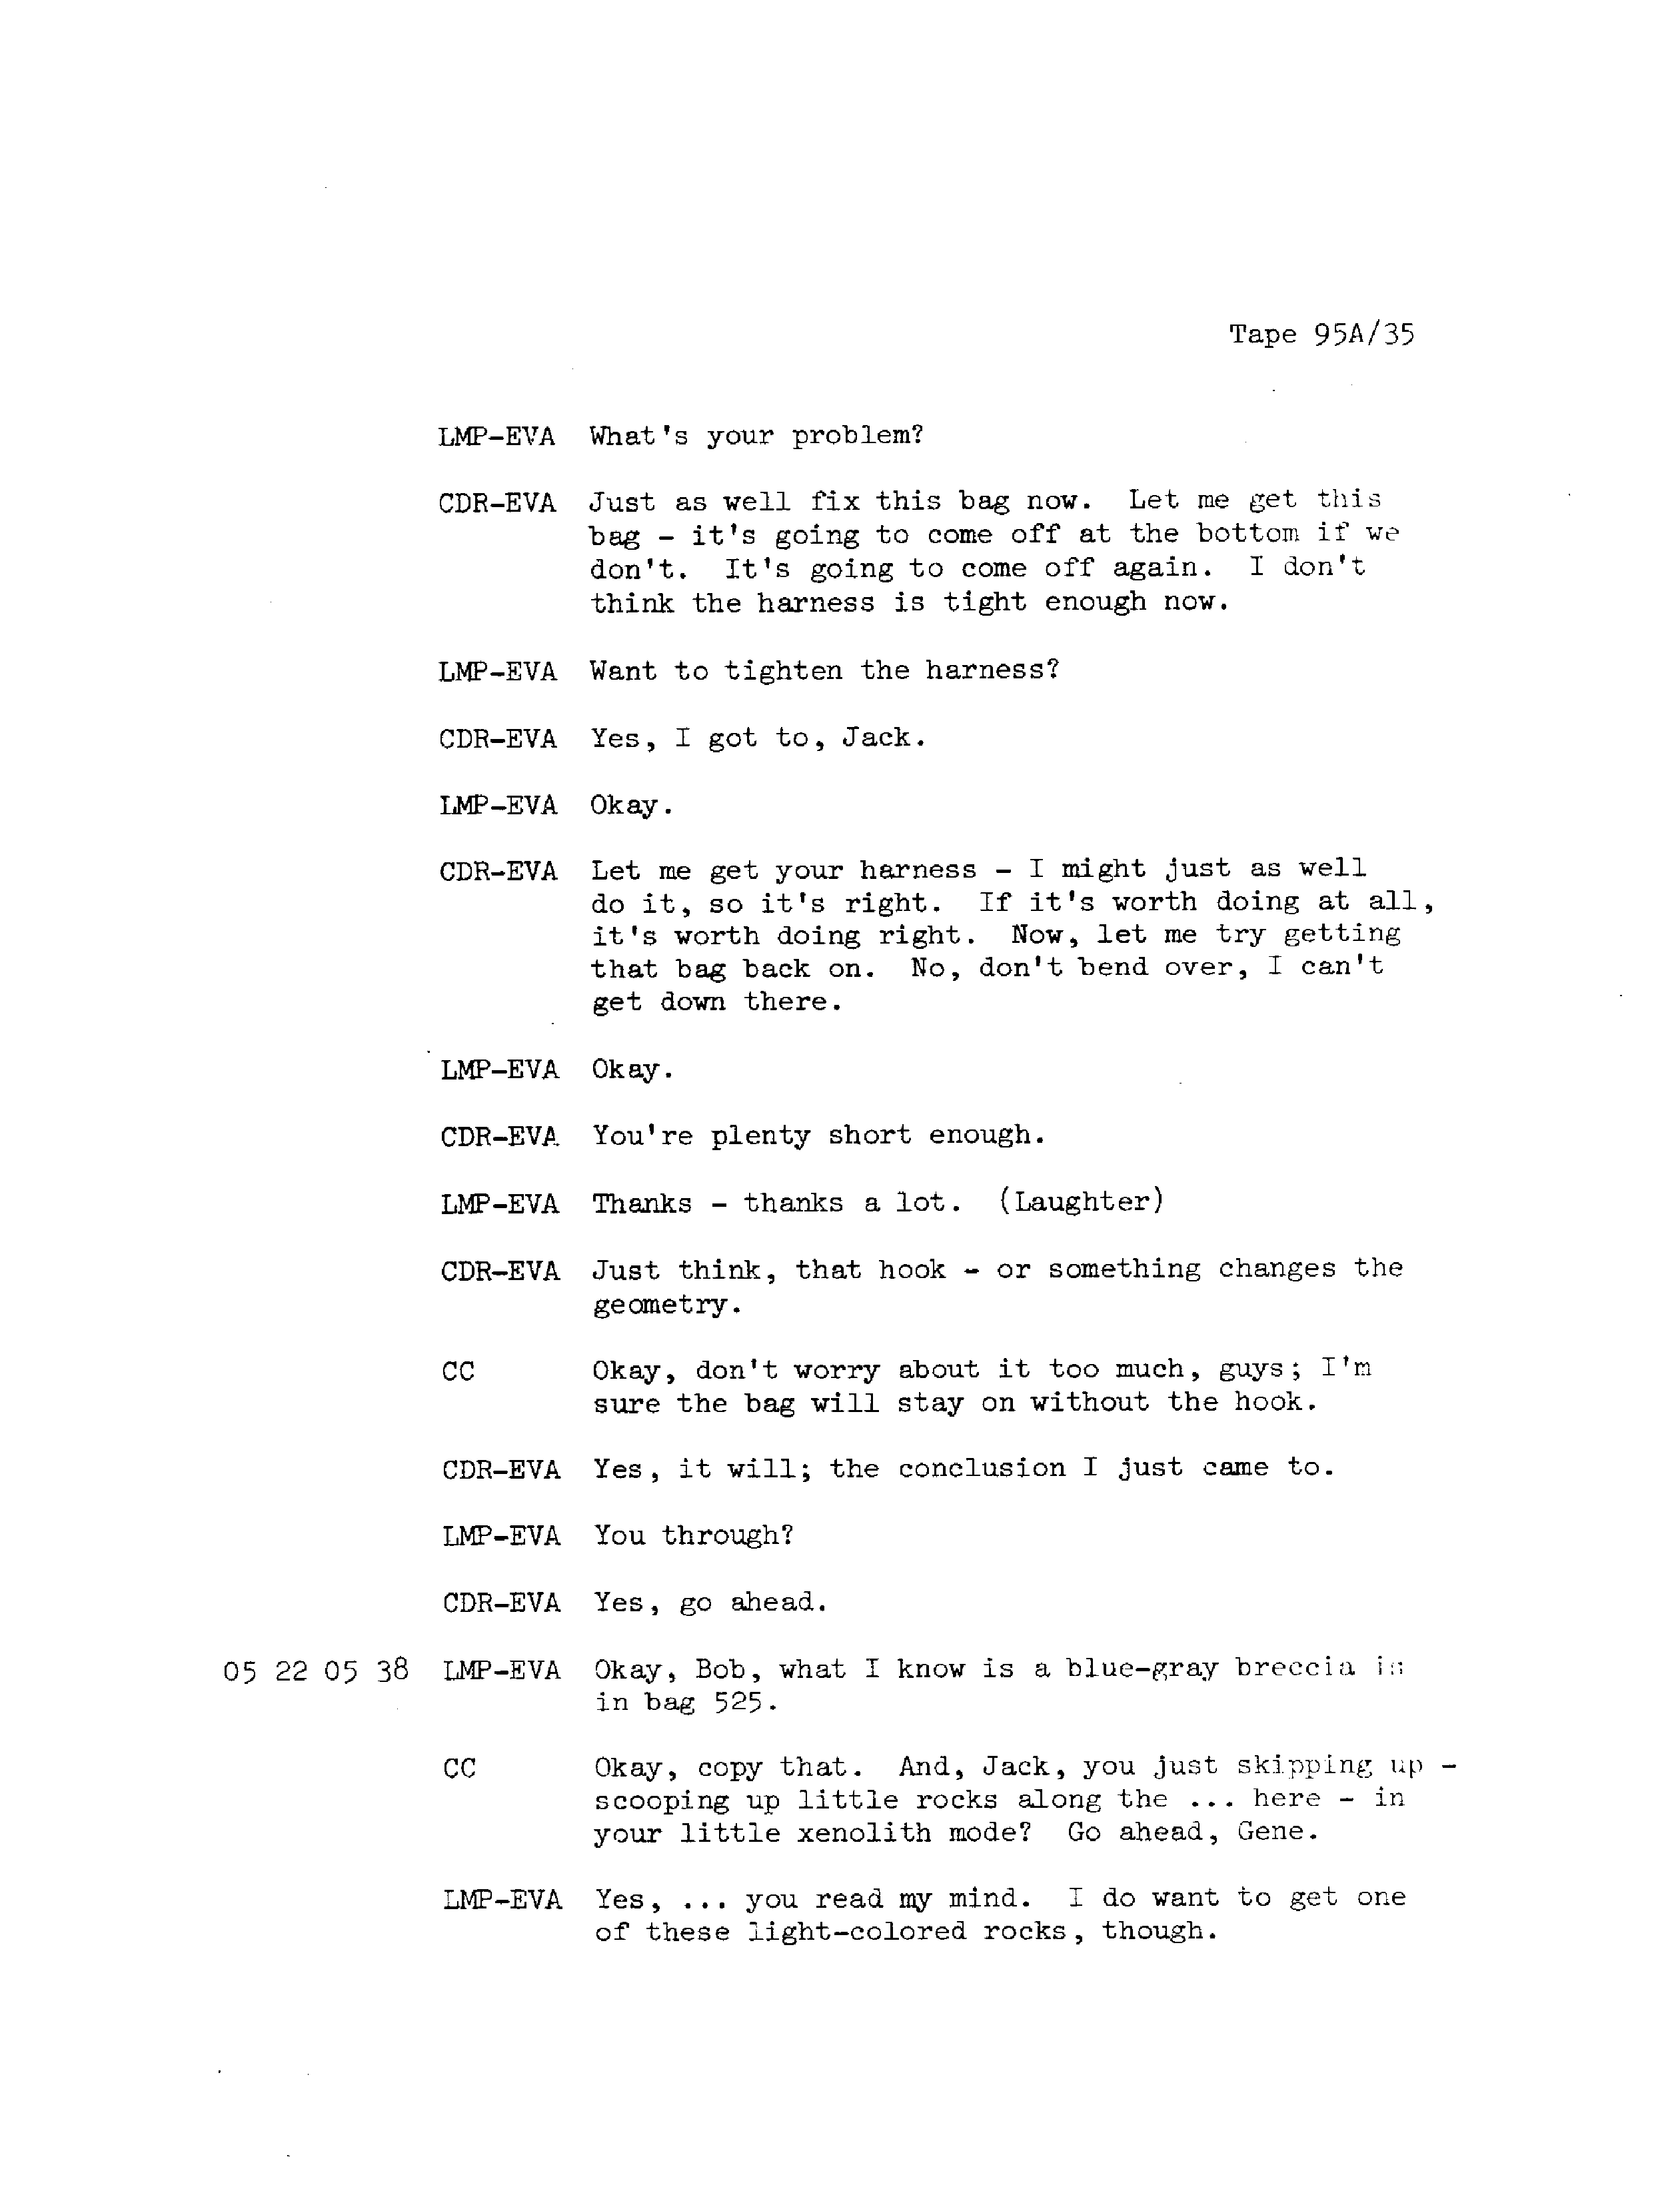 Tape 95A/35
LMP-EVA What's your problem?
CDR-EVA Just as well fix this bag now. Let me get this
bag - it's going to come off at the bottom if we
don't. It's going to come off again. I don't
think the harness is tight enough now.
LMP-EVA Want to tighten the harness?
CDR-EVA Yes, I got to, Jack.
LMP-EVA Okay.
CDR-EVA Let me get your harness - I might just as well
do it, so it's right. If it's worth doing at all,
it's worth doing right. Now, let me try getting
that bag back on. No, don't bend over, I can't
get down there.
LMP-EVA Okay.
CDR-EVA You're plenty short enough.
LMP-EVA Thanks - thanks a lot. (Laughter)
CDR-EVA Just think, that hook - or something changes the
geometry.
CC Okay, don't worry about it too much, guys; I'm
sure the bag will stay on without the hook.
CDR-EVA Yes, it will; the conclusion I just came to.
LMP-EVA You through?
CDR-EVA Yes, go ahead.
05 22 05 38 LMP-EVA Okay, Bob, what I know is a blue-gray breccia is
in bag 525.
CC Okay, copy that. And, Jack, you just skipping up -
scooping up little rocks along the ... here - in
your little xenolith mode? Go ahead, Gene.
LMP-EVA Yes, ... you read my mind. I do want to get one
of these light-colored rocks, though.